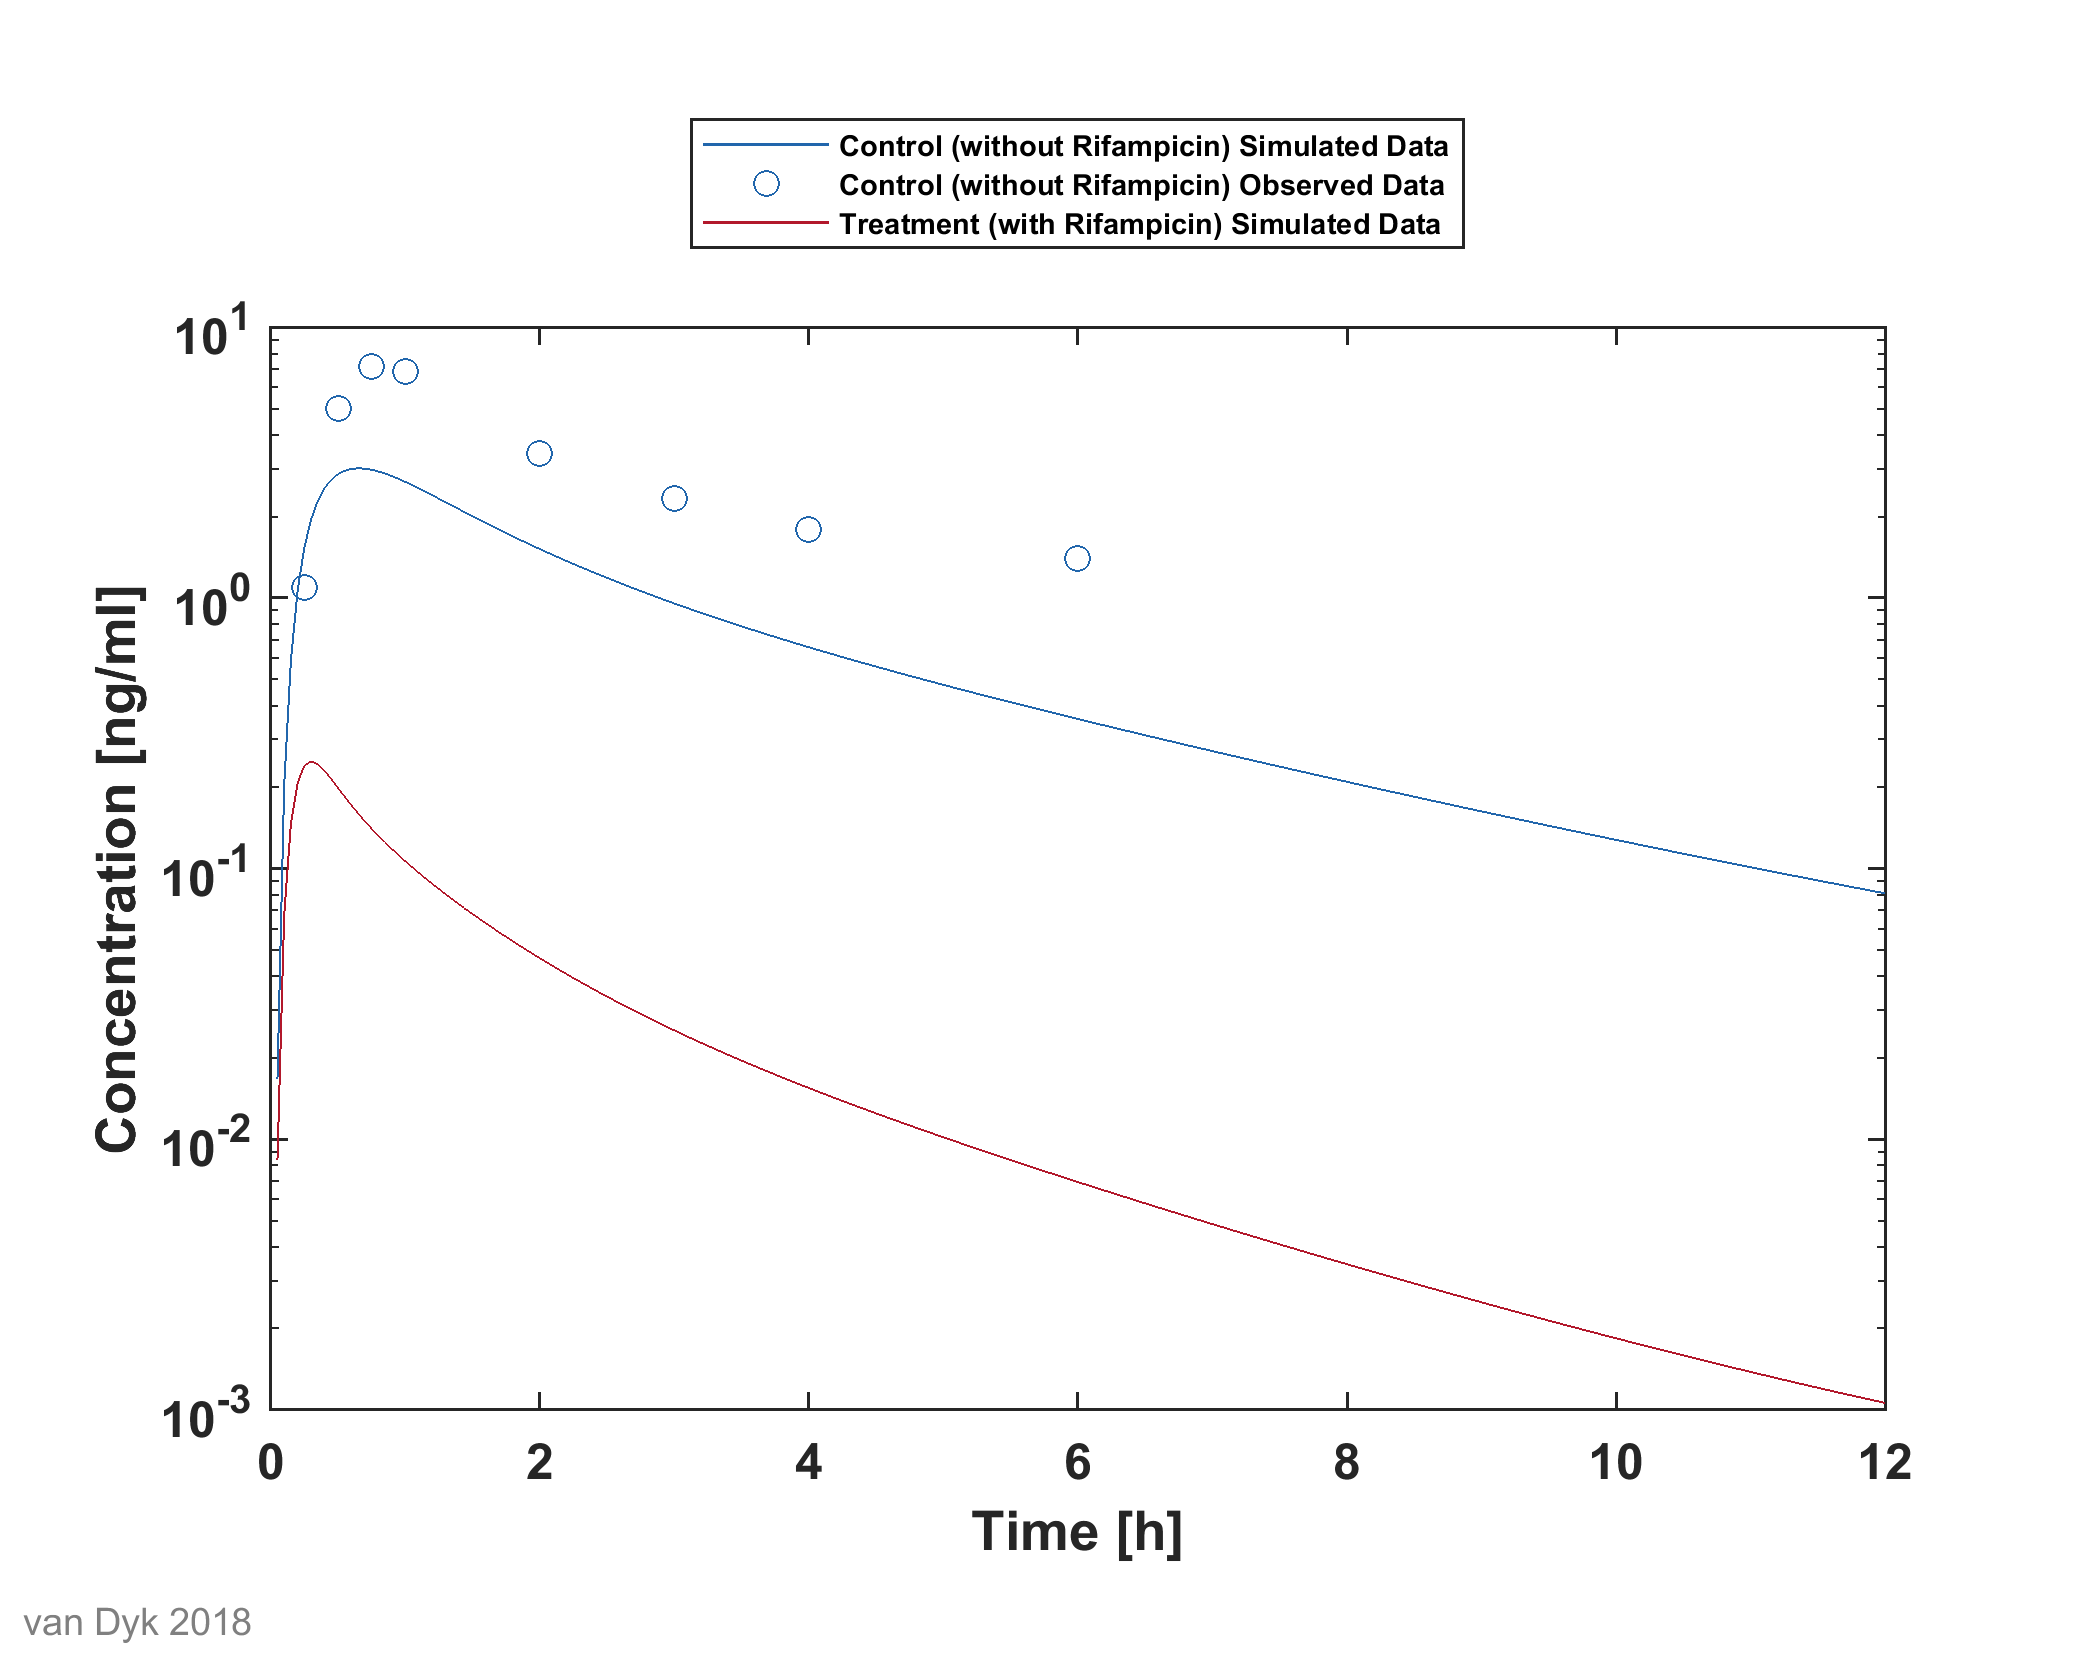 Control (without Rifampicin) Simulated Data
Control (without Rifampicin) Observed Data
Treatment (with Rifampicin) Simulated Data
10^1
10^0
10^-1
10^-2
10^-3
Concentration [ng/ml]
0 2 4 6 8 10 12
Time [h]
van Dyk 2018